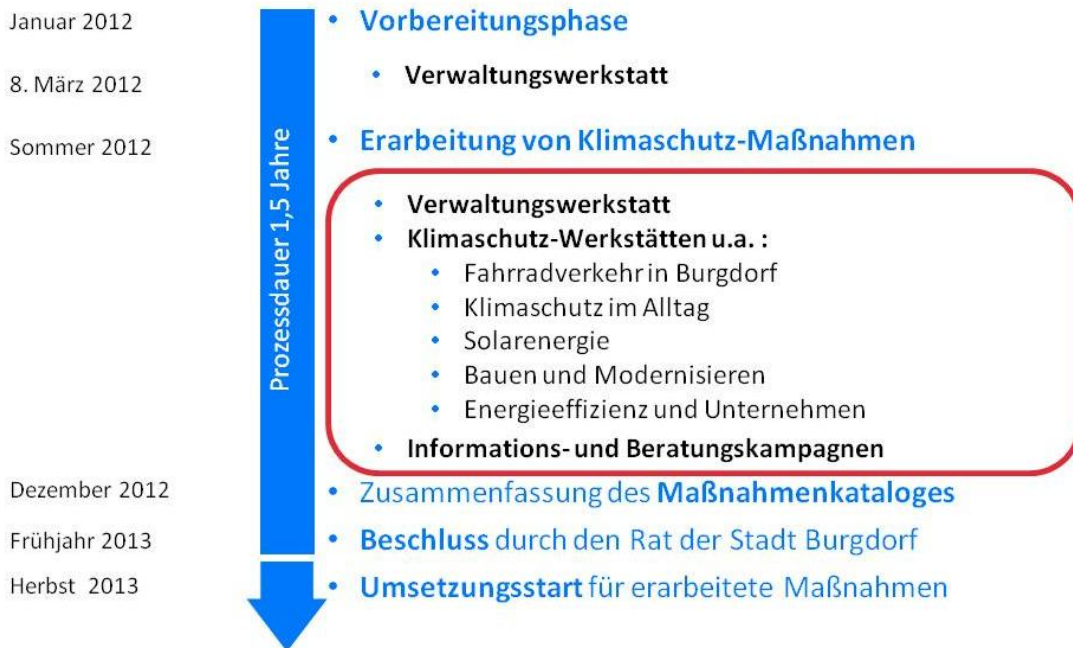 Januar 2012
• Vorbereitungsphase
8. März 2012
• Verwaltungswerkstatt
Sommer 2012
• Erarbeitung von Klimaschutz-Maßnahmen
Prozessdauer 1,5 Jahre
• Verwaltungswerkstatt
• Klimaschutz-Werkstätten u.a. :
• Fahrradverkehr in Burgdorf
• Klimaschutz im Alltag
• Solarenergie
• Bauen und Modernisieren
• Energieeffizienz und Unternehmen
• Informations- und Beratungskampagnen
Dezember 2012
• Zusammenfassung des Maßnahmenkataloges
Frühjahr 2013
• Beschluss durch den Rat der Stadt Burgdorf
Herbst 2013
• Umsetzungsstart für erarbeitete Maßnahmen